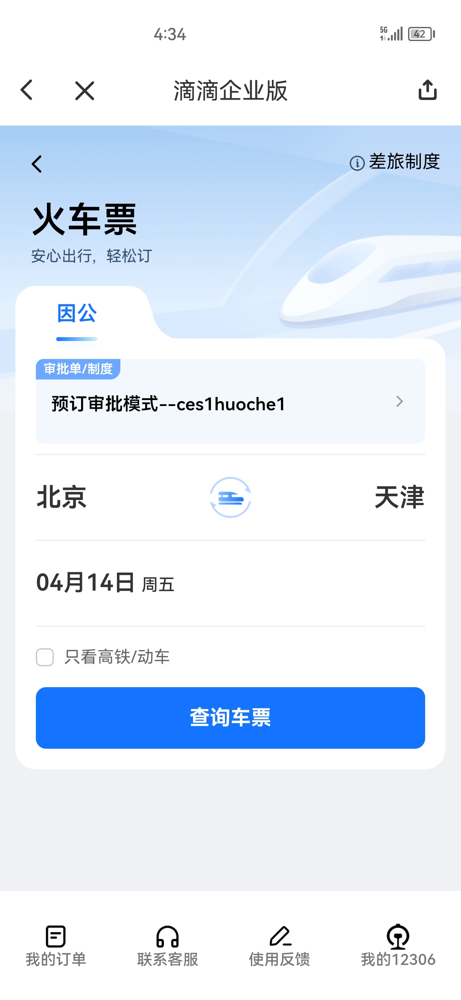 4:34
5G
42
滴滴企业版
差旅制度
火车票
安心出行，轻松订
因公
审批单/制度
预订审批模式--ces1huoche1
北京
天津
04月14日 周五
只看高铁/动车
查询车票
我的订单
联系客服
使用反馈
我的12306